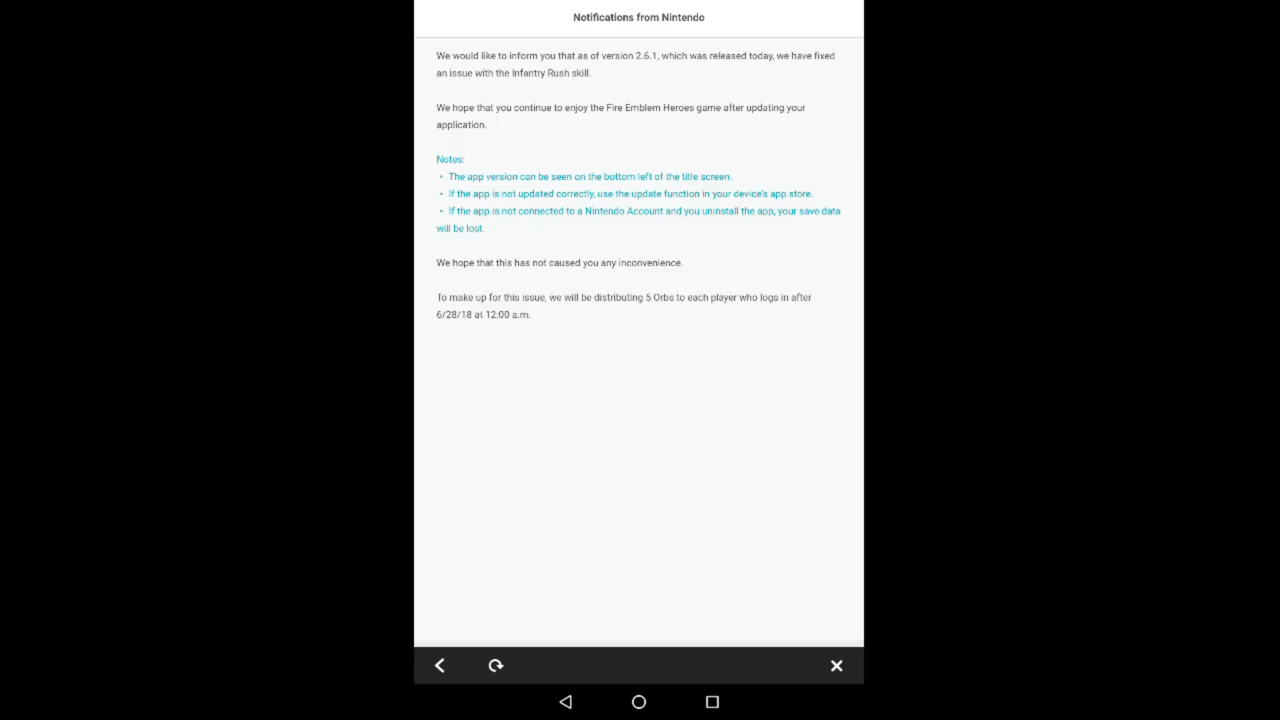 Notifications from Nintendo
We would like to inform you that as of version 2.6.1, which was released today, we have fixed
an issue with the Infantry Rush skill.
We hope that you continue to enjoy the Fire Emblem Heroes game after updating your
application.
Notes:
・ The app version can be seen on the bottom left of the title screen.
・ If the app is not updated correctly, use the update function in your device's app store.
・ If the app is not connected to a Nintendo Account and you uninstall the app, your save data
will be lost.
We hope that this has not caused you any inconvenience.
To make up for this issue, we will be distributing 5 Orbs to each player who logs in after
6/28/18 at 12:00 a.m.